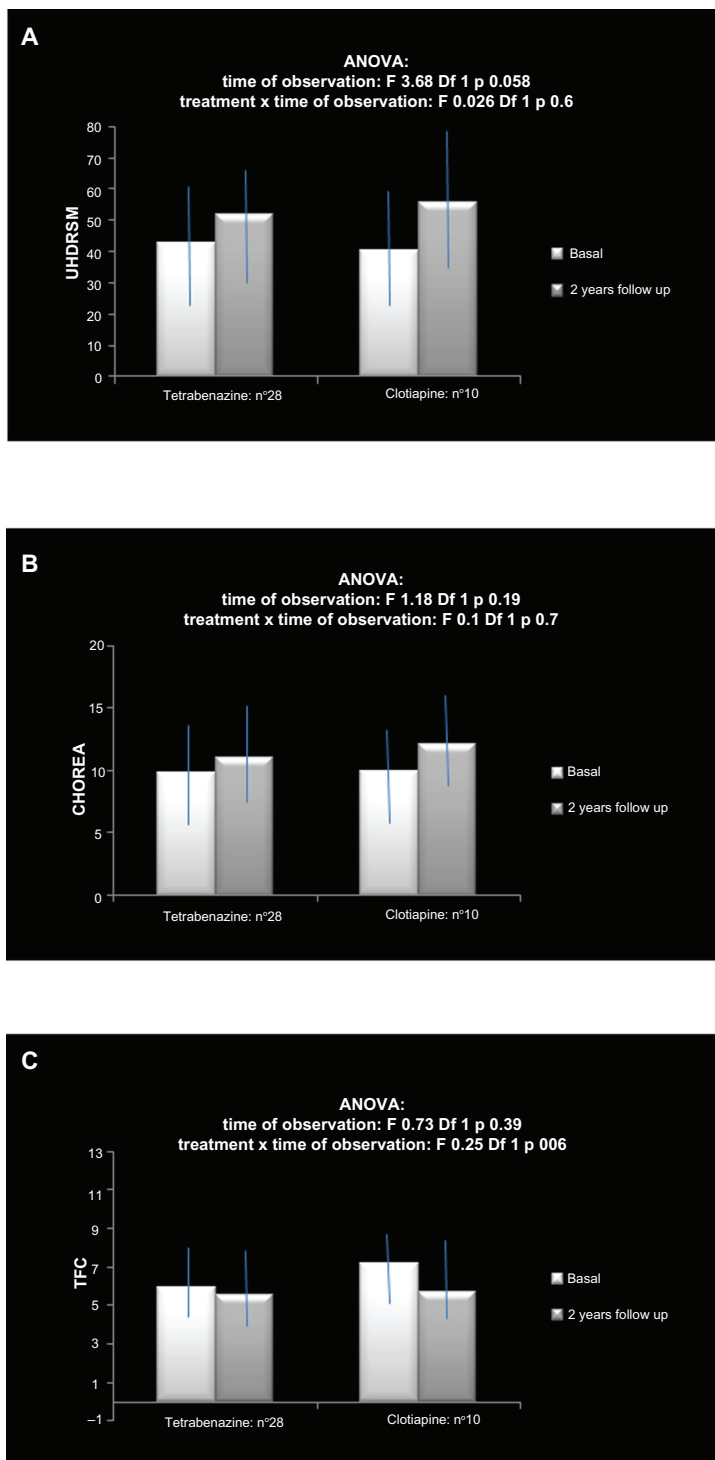 A
ANOVA:
time of observation: F 3.68 Df 1 p 0.058
treatment x time of observation: F 0.026 Df 1 p 0.6
80
70
60
50
40
30
20
10
0
UHDRSM
Tetrabenazine: n°28
Clotiapine: n°10
Basal
2 years follow up
B
ANOVA:
time of observation: F 1.18 Df 1 p 0.19
treatment x time of observation: F 0.1 Df 1 p 0.7
20
15
10
5
0
CHOREA
Tetrabenazine: n°28
Clotiapine: n°10
Basal
2 years follow up
C
ANOVA:
time of observation: F 0.73 Df 1 p 0.39
treatment x time of observation: F 0.25 Df 1 p 006
13
11
9
7
5
3
1
–1
TFC
Tetrabenazine: n°28
Clotiapine: n°10
Basal
2 years follow up